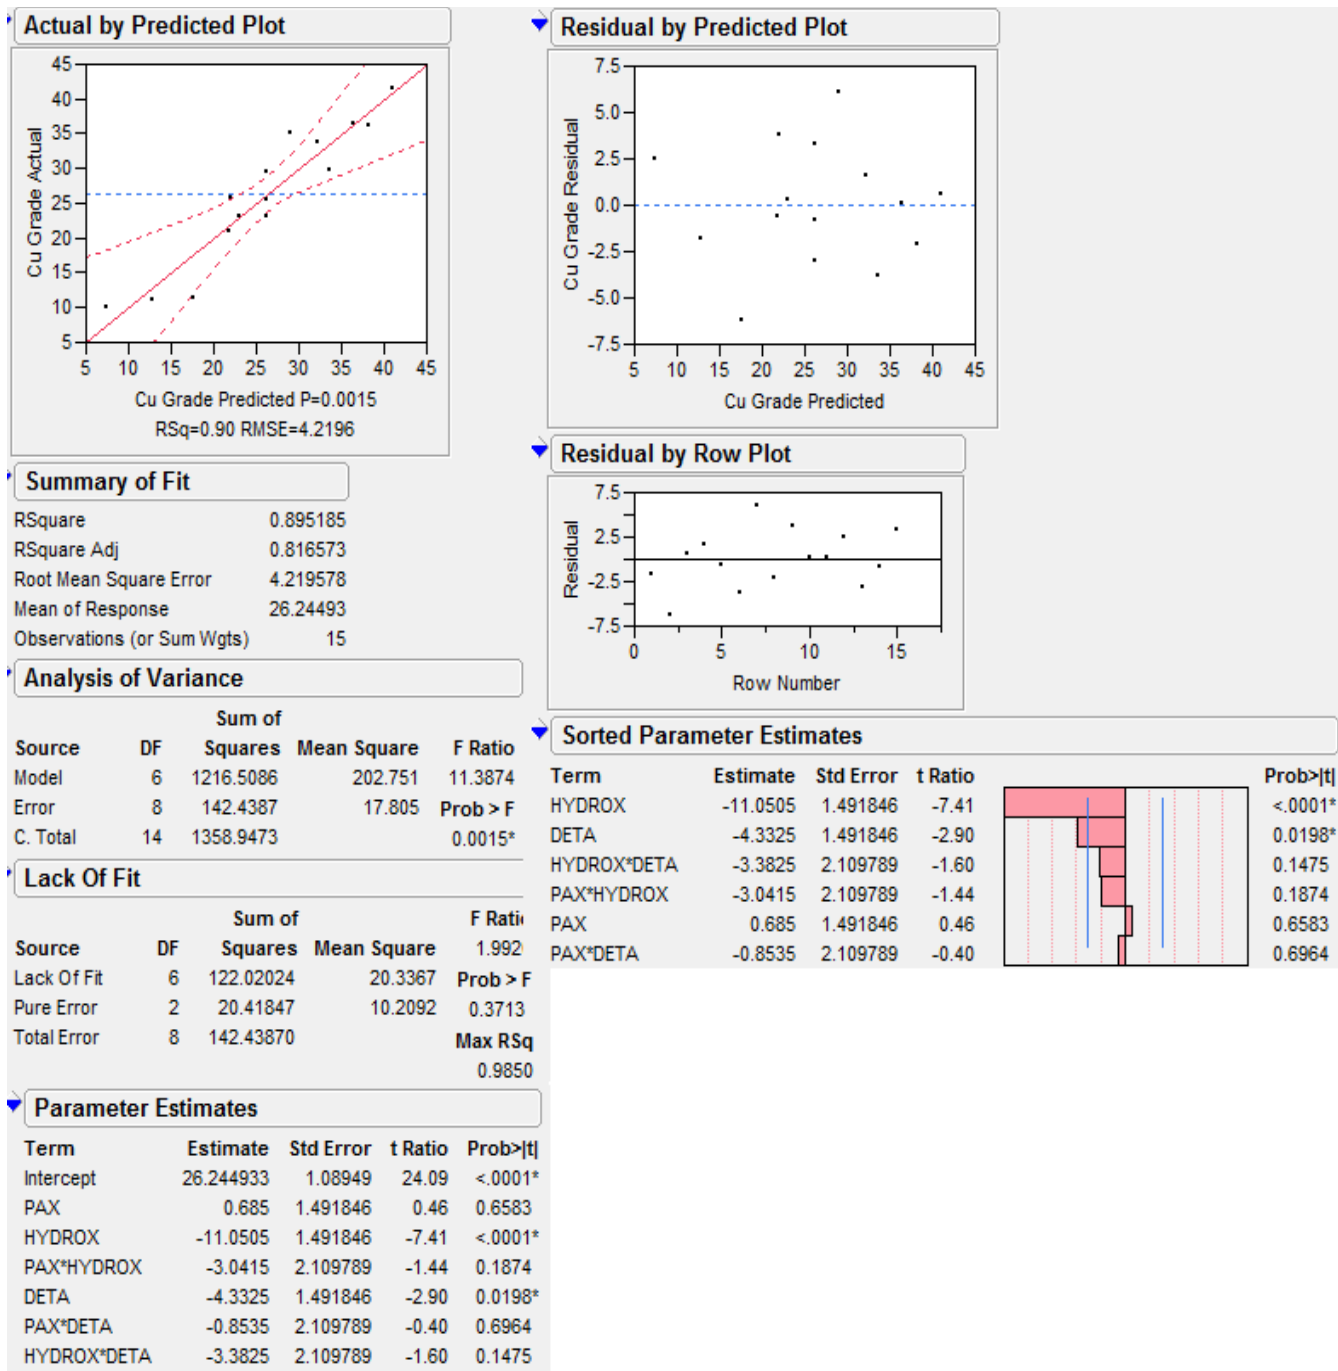 Actual by Predicted Plot
45
40
35
30
25
20
15
10
5
Cu Grade Actual
5 10 15 20 25 30 35 40 45
Cu Grade Predicted P=0.0015
RSq=0.90 RMSE=4.2196
Summary of Fit
RSquare 0.895185
RSquare Adj 0.816573
Root Mean Square Error 4.219578
Mean of Response 26.24493
Observations (or Sum Wgts) 15
Analysis of Variance
Sum of
Source DF Squares Mean Square F Ratio
Model 6 1216.5086 202.751 11.3874
Error 8 142.4387 17.805 Prob > F
C. Total 14 1358.9473 0.0015*
Lack Of Fit
Sum of F Rati
Source DF Squares Mean Square 1.992
Lack Of Fit 6 122.02024 20.3367 Prob > F
Pure Error 2 20.41847 10.2092 0.3713
Total Error 8 142.43870 Max RSq
0.9850
Parameter Estimates
Term Estimate Std Error t Ratio Prob>|t|
Intercept 26.244933 1.08949 24.09 <.0001*
PAX 0.685 1.491846 0.46 0.6583
HYDROX -11.0505 1.491846 -7.41 <.0001*
PAX*HYDROX -3.0415 2.109789 -1.44 0.1874
DETA -4.3325 1.491846 -2.90 0.0198*
PAX*DETA -0.8535 2.109789 -0.40 0.6964
HYDROX*DETA -3.3825 2.109789 -1.60 0.1475
Residual by Predicted Plot
7.5
5.0
2.5
0.0
-2.5
-5.0
-7.5
Cu Grade Residual
5 10 15 20 25 30 35 40 45
Cu Grade Predicted
Residual by Row Plot
7.5
2.5
-2.5
-7.5
Residual
0 5 10 15
Row Number
Sorted Parameter Estimates
Term Estimate Std Error t Ratio Prob>|t|
HYDROX -11.0505 1.491846 -7.41 <.0001*
DETA -4.3325 1.491846 -2.90 0.0198*
HYDROX*DETA -3.3825 2.109789 -1.60 0.1475
PAX*HYDROX -3.0415 2.109789 -1.44 0.1874
PAX 0.685 1.491846 0.46 0.6583
PAX*DETA -0.8535 2.109789 -0.40 0.6964